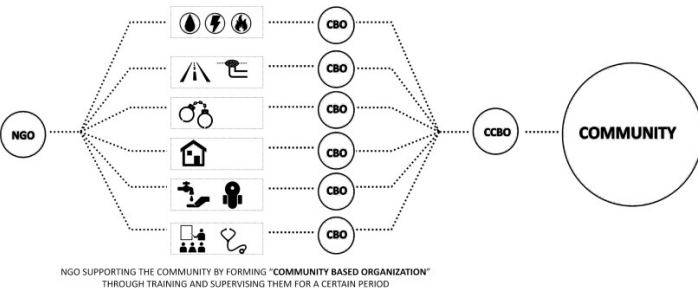 CBO
CBO
NGO
CBO
CCBO
COMMUNITY
CBO
CBO
CBO
NGO SUPPORTING THE COMMUNITY BY FORMING “COMMUNITY BASED ORGANIZATION”
THROUGH TRAINING AND SUPERVISING THEM FOR A CERTAIN PERIOD